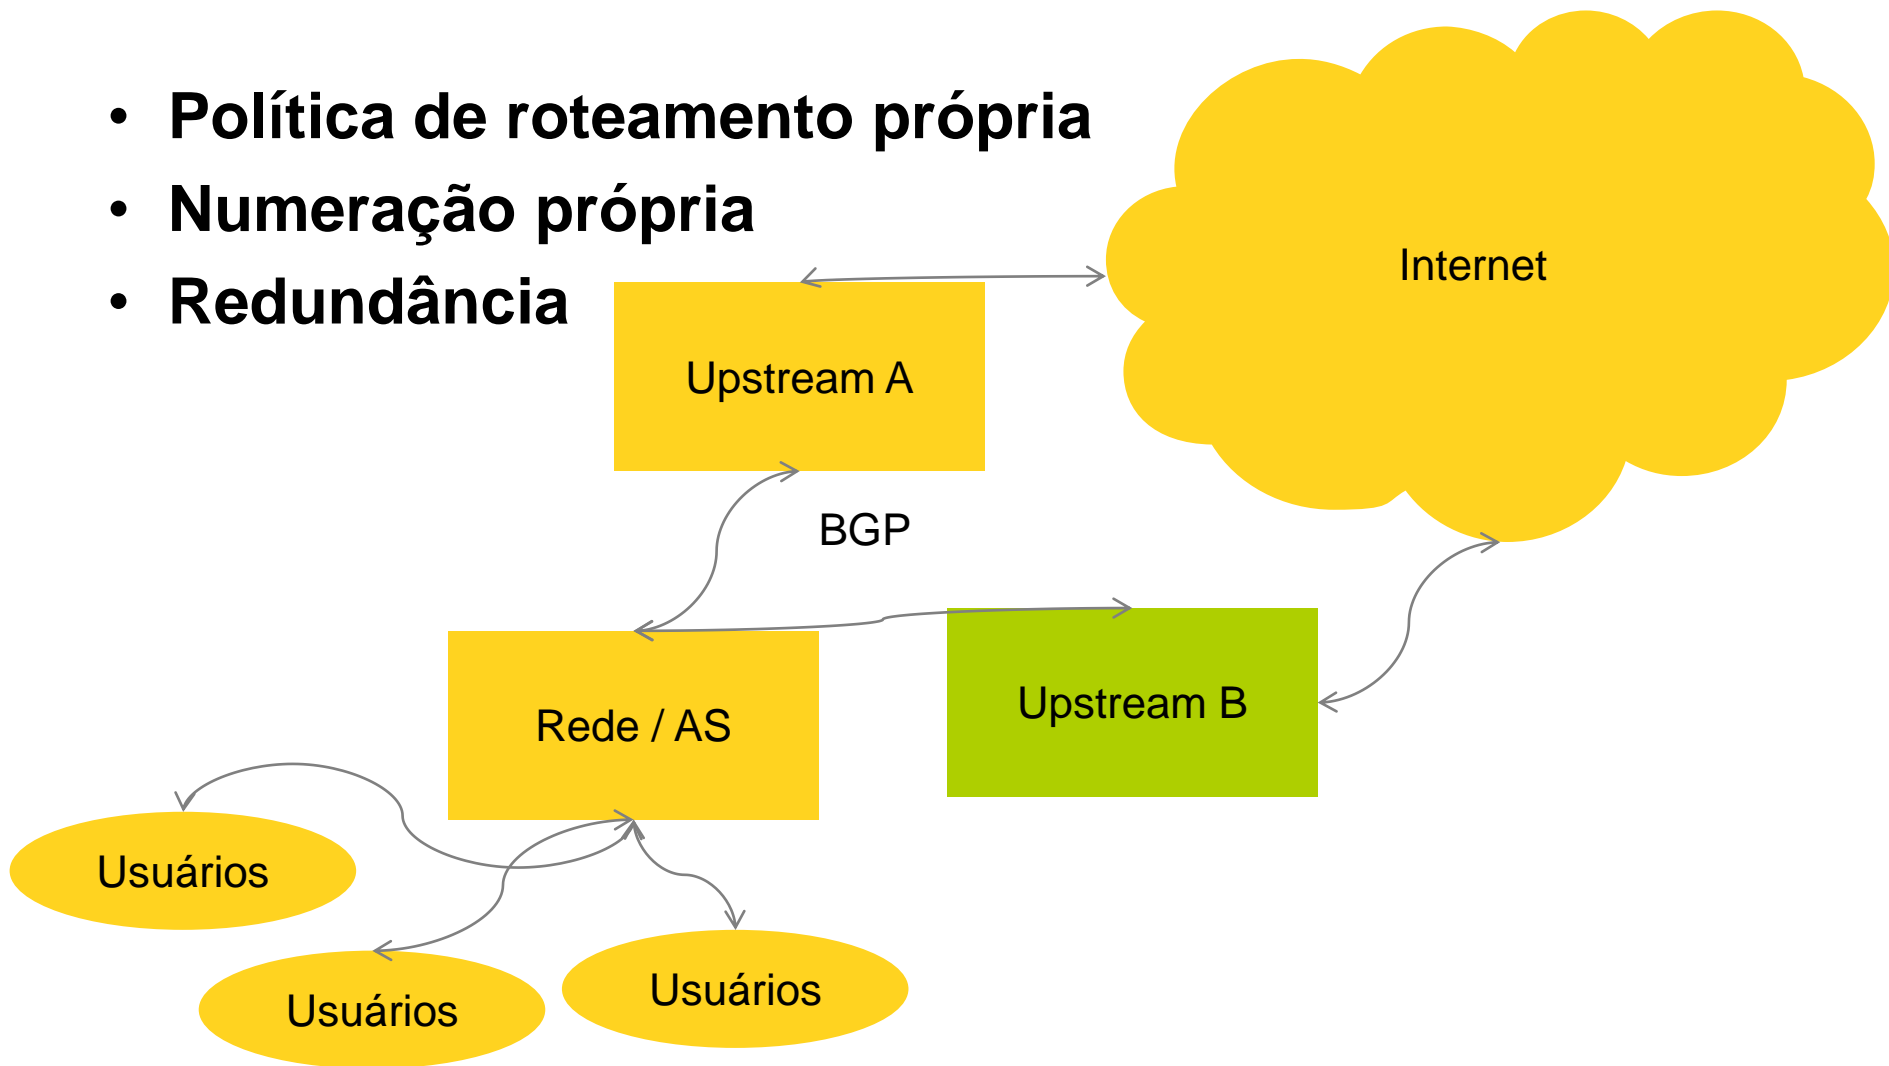 • Política de roteamento própria
• Numeração própria
• Redundância
Internet
Upstream A
BGP
Upstream B
Rede / AS
Usuários
Usuários
Usuários